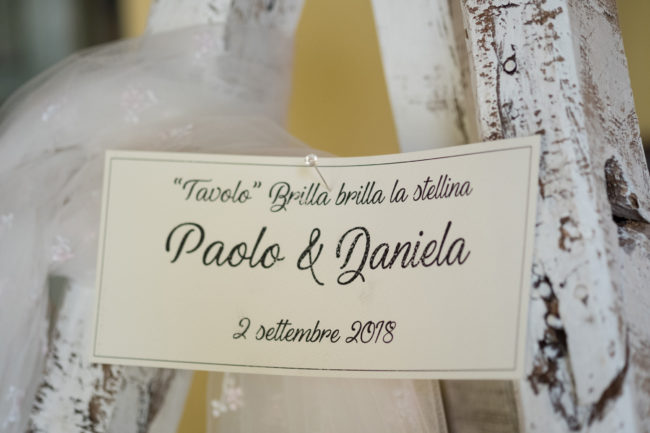 “Tavolo” Brilla brilla la stellina
Paolo & Daniela
2 settembre 2018